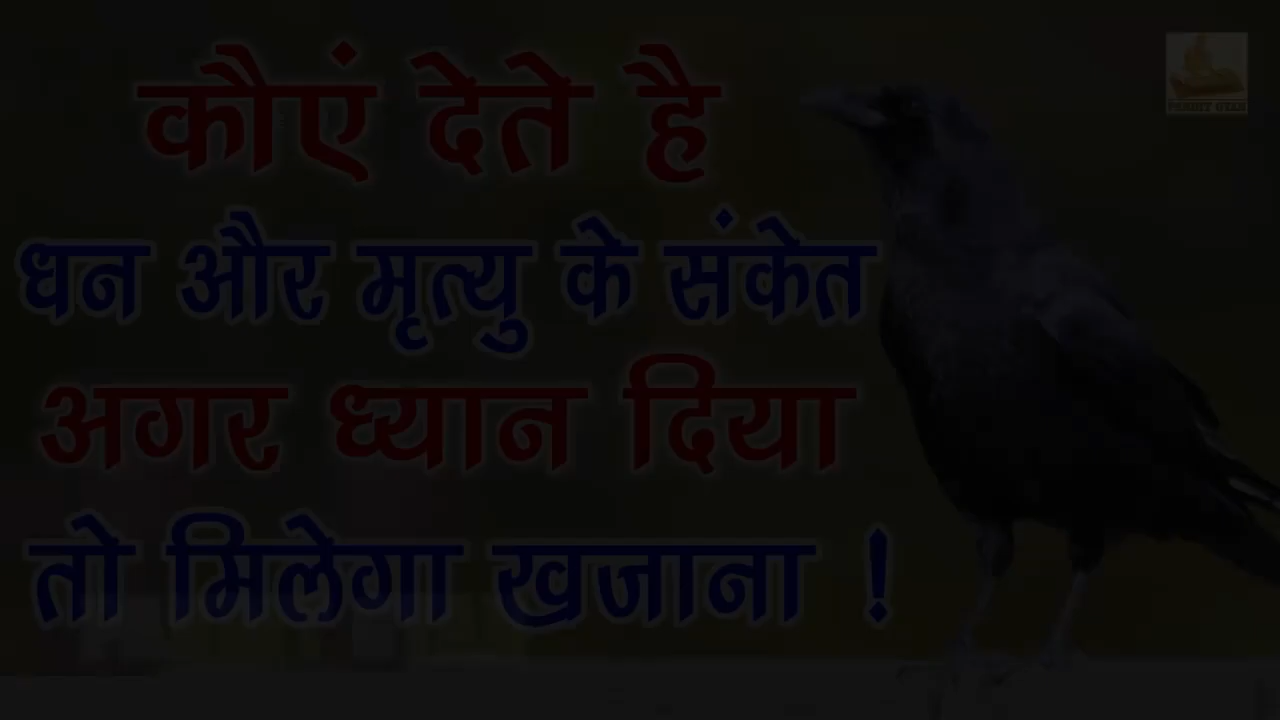 कौएं देते है
धन और मृत्यु के संकेत
अगर ध्यान दिया
तो मिलेगा खजाना !